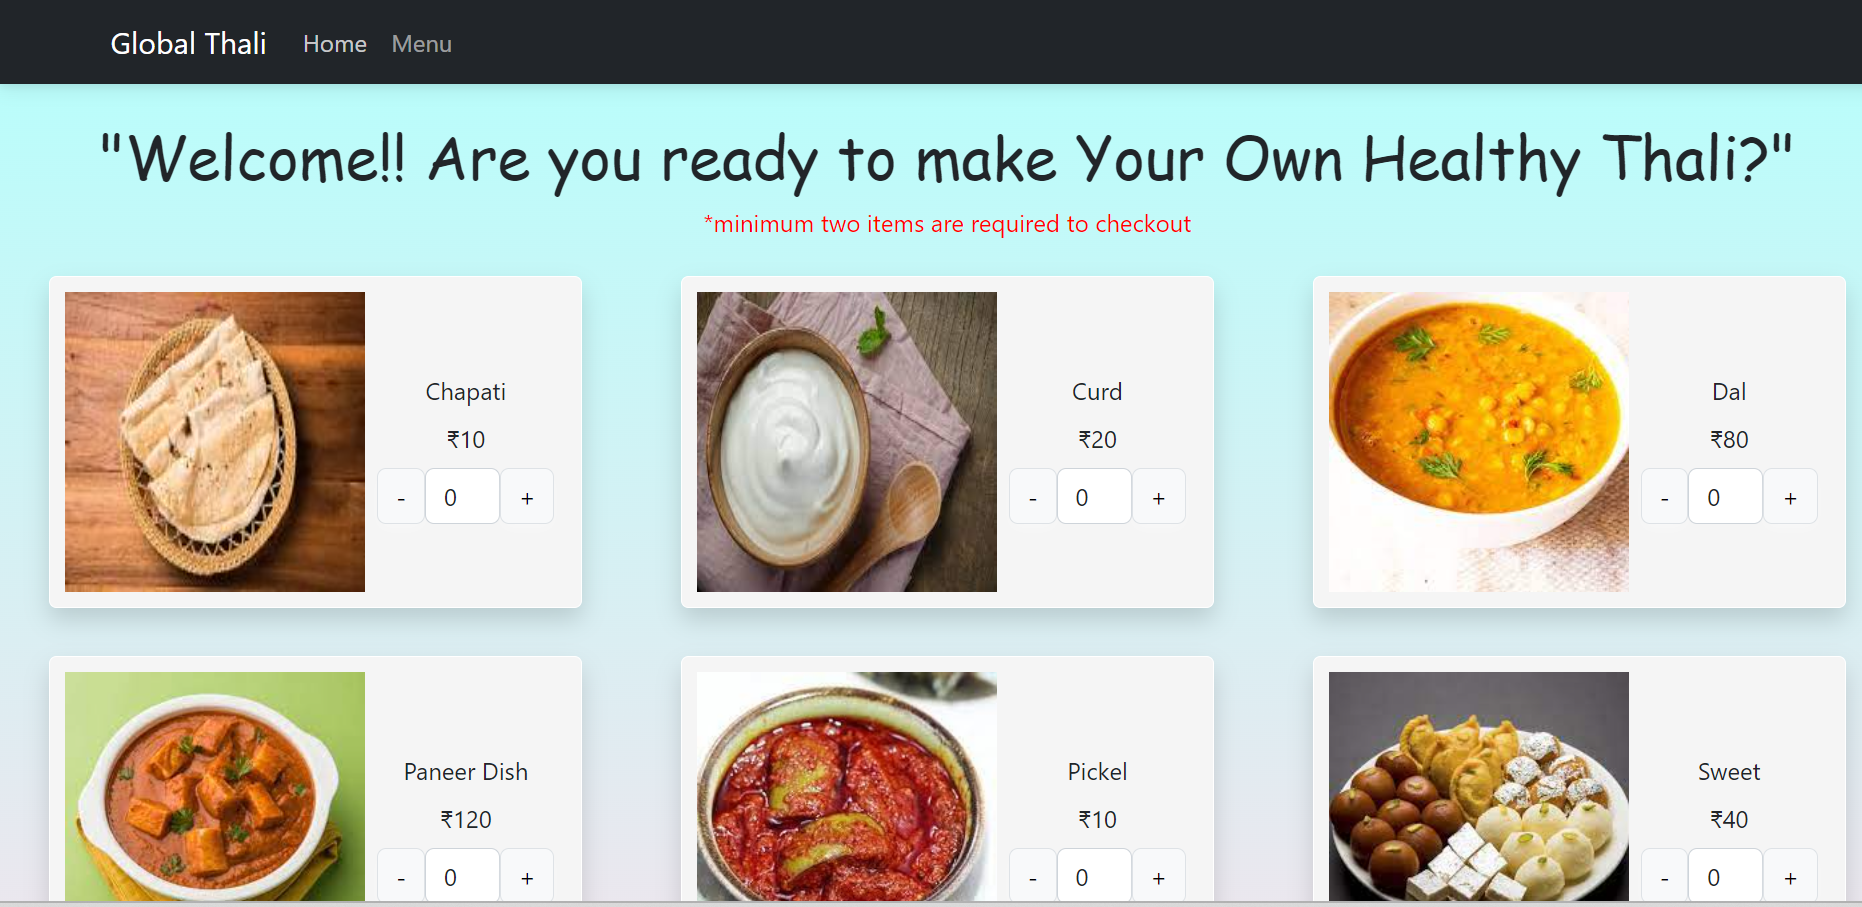 Global Thali Home Menu
"Welcome!! Are you ready to make Your Own Healthy Thali?"
*minimum two items are required to checkout
Chapati
₹10
- 0 +
Curd
₹20
- 0 +
Dal
₹80
- 0 +
Paneer Dish
₹120
- 0 +
Pickel
₹10
- 0 +
Sweet
₹40
- 0 +